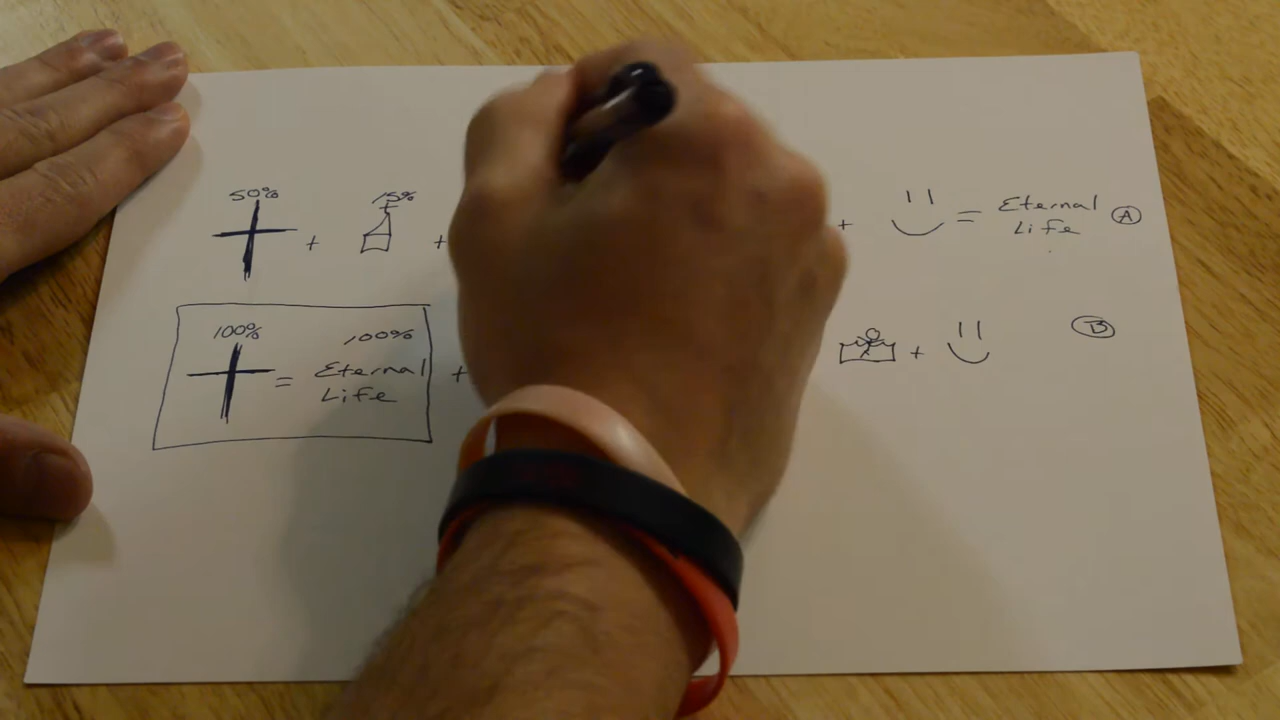 50% 15%
+ + + = Eternal Life A
100% 100%
= Eternal Life + + B